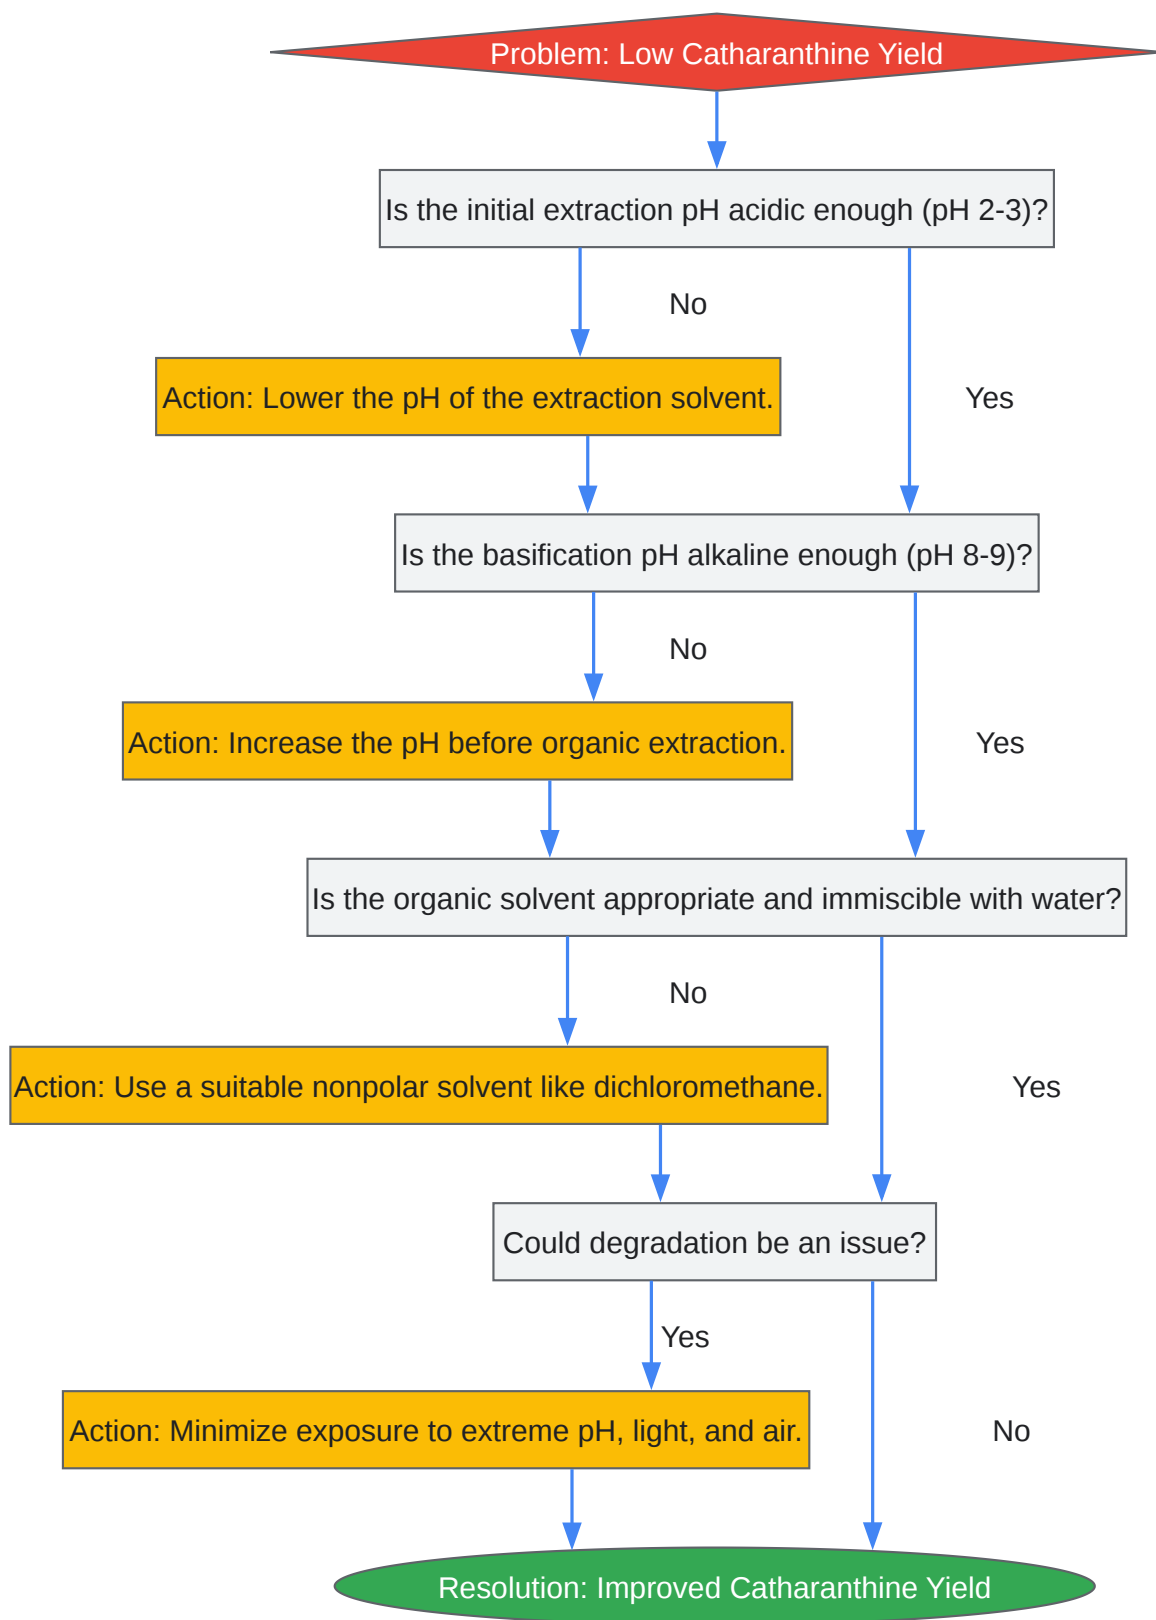 Problem: Low Catharanthine Yield
Is the initial extraction pH acidic enough (pH 2-3)?
No
Action: Lower the pH of the extraction solvent.
Yes
Is the basification pH alkaline enough (pH 8-9)?
No
Action: Increase the pH before organic extraction.
Yes
Is the organic solvent appropriate and immiscible with water?
No
Action: Use a suitable nonpolar solvent like dichloromethane.
Yes
Could degradation be an issue?
Yes
Action: Minimize exposure to extreme pH, light, and air.
No
Resolution: Improved Catharanthine Yield